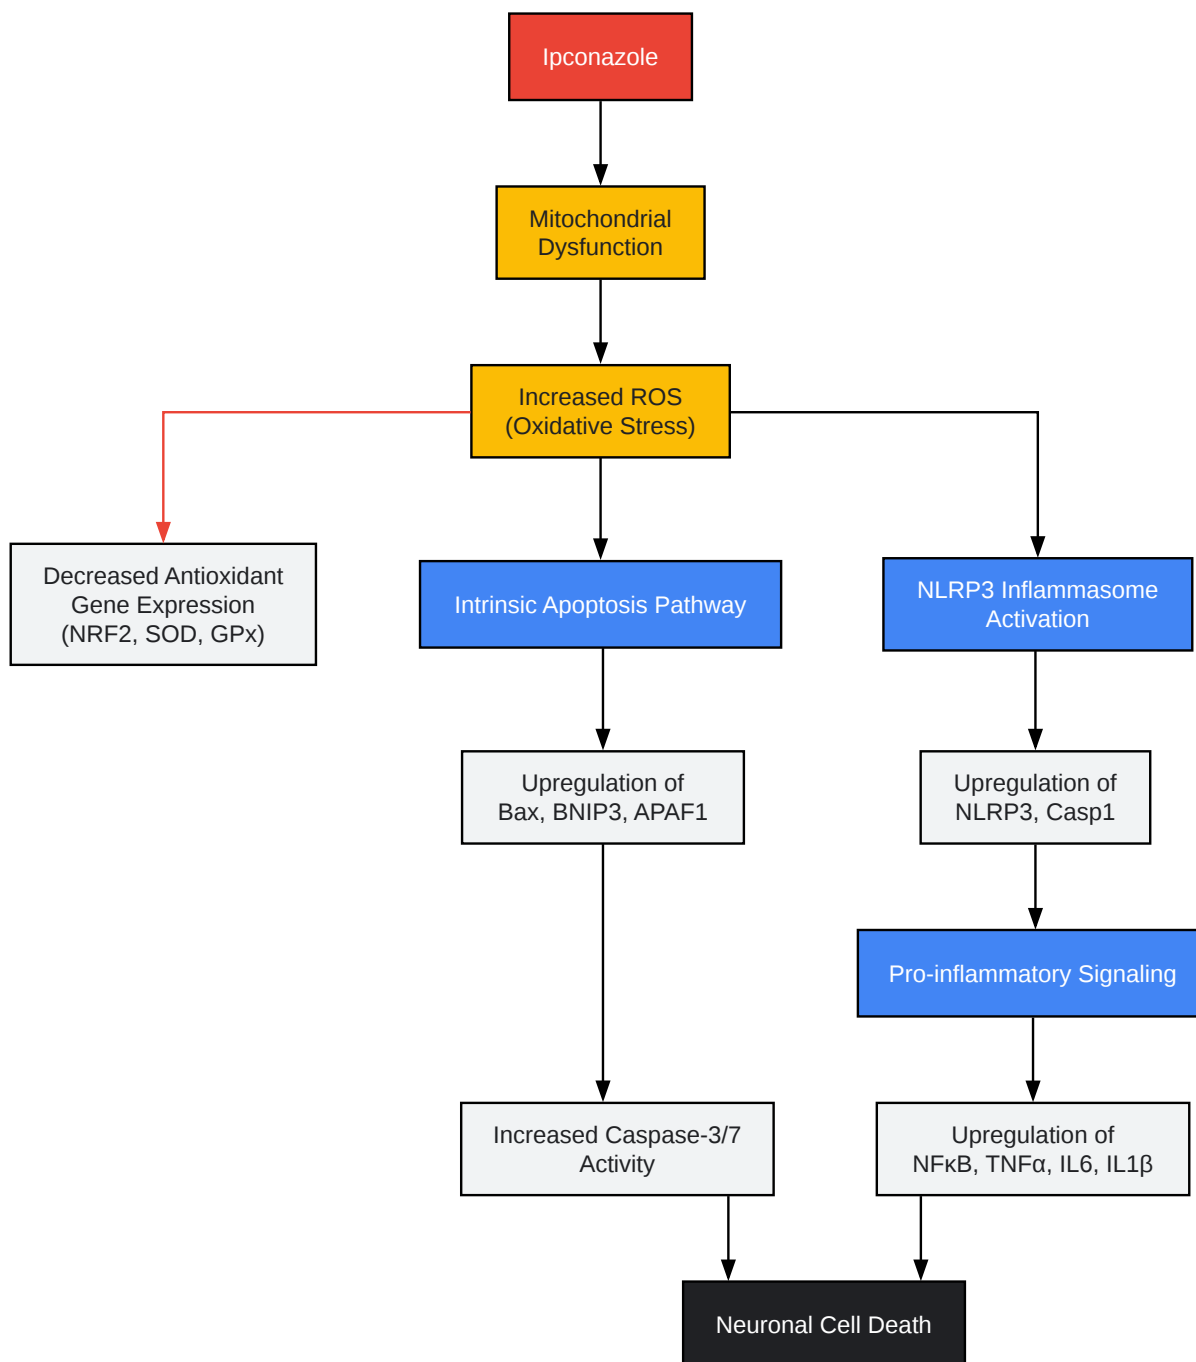 Ipconazole
Mitochondrial
Dysfunction
Increased ROS
(Oxidative Stress)
Decreased Antioxidant
Gene Expression
(NRF2, SOD, GPx)
Intrinsic Apoptosis Pathway
NLRP3 Inflammasome
Activation
Upregulation of
Bax, BNIP3, APAF1
Upregulation of
NLRP3, Casp1
Pro-inflammatory Signaling
Increased Caspase-3/7
Activity
Upregulation of
NFκB, TNFα, IL6, IL1β
Neuronal Cell Death